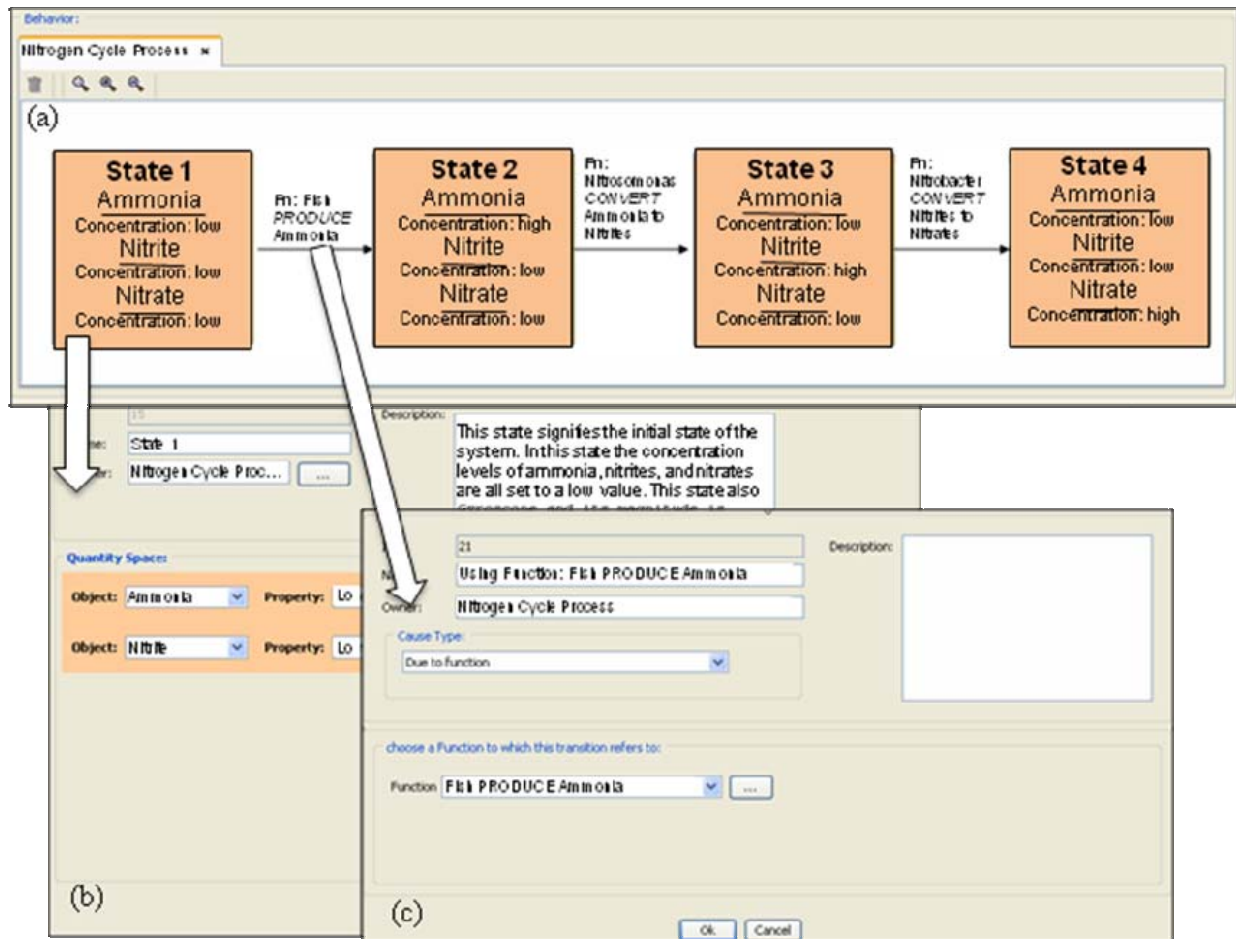 Behavior:
Nitrogen Cycle Process
(a)
State 1
Ammonia
Concentration: low
Nitrite
Concentration: low
Nitrate
Concentration: low
Fn: Fish
PRODUCE
Ammonia
State 2
Ammonia
Concentration: high
Nitrite
Concentration: low
Nitrate
Concentration: low
Fn:
Nitrosomonas
CONVERT
Ammonia to
Nitrites
State 3
Ammonia
Concentration: low
Nitrite
Concentration: high
Nitrate
Concentration: low
Fn:
Nitrobacter
CONVERT
Nitrites to
Nitrates
State 4
Ammonia
Concentration: low
Nitrite
Concentration: low
Nitrate
Concentration: high
15
State 1
Nitrogen Cycle Proc... ...
Description:
This state signifies the initial state of the
system. In this state the concentration
levels of ammonia, nitrites, and nitrates
are all set to a low value. This state also
Quantity Space:
Object: Ammonia Property: Lo
Object: Nitrite Property: Lo
(b)
21
Using Function: Fish PRODUCE Ammonia
Owner: Nitrogen Cycle Process
Description:
Cause Type:
Due to function
choose a Function to which this transition refers to:
Function Fish PRODUCE Ammonia ...
(c)
Ok Cancel